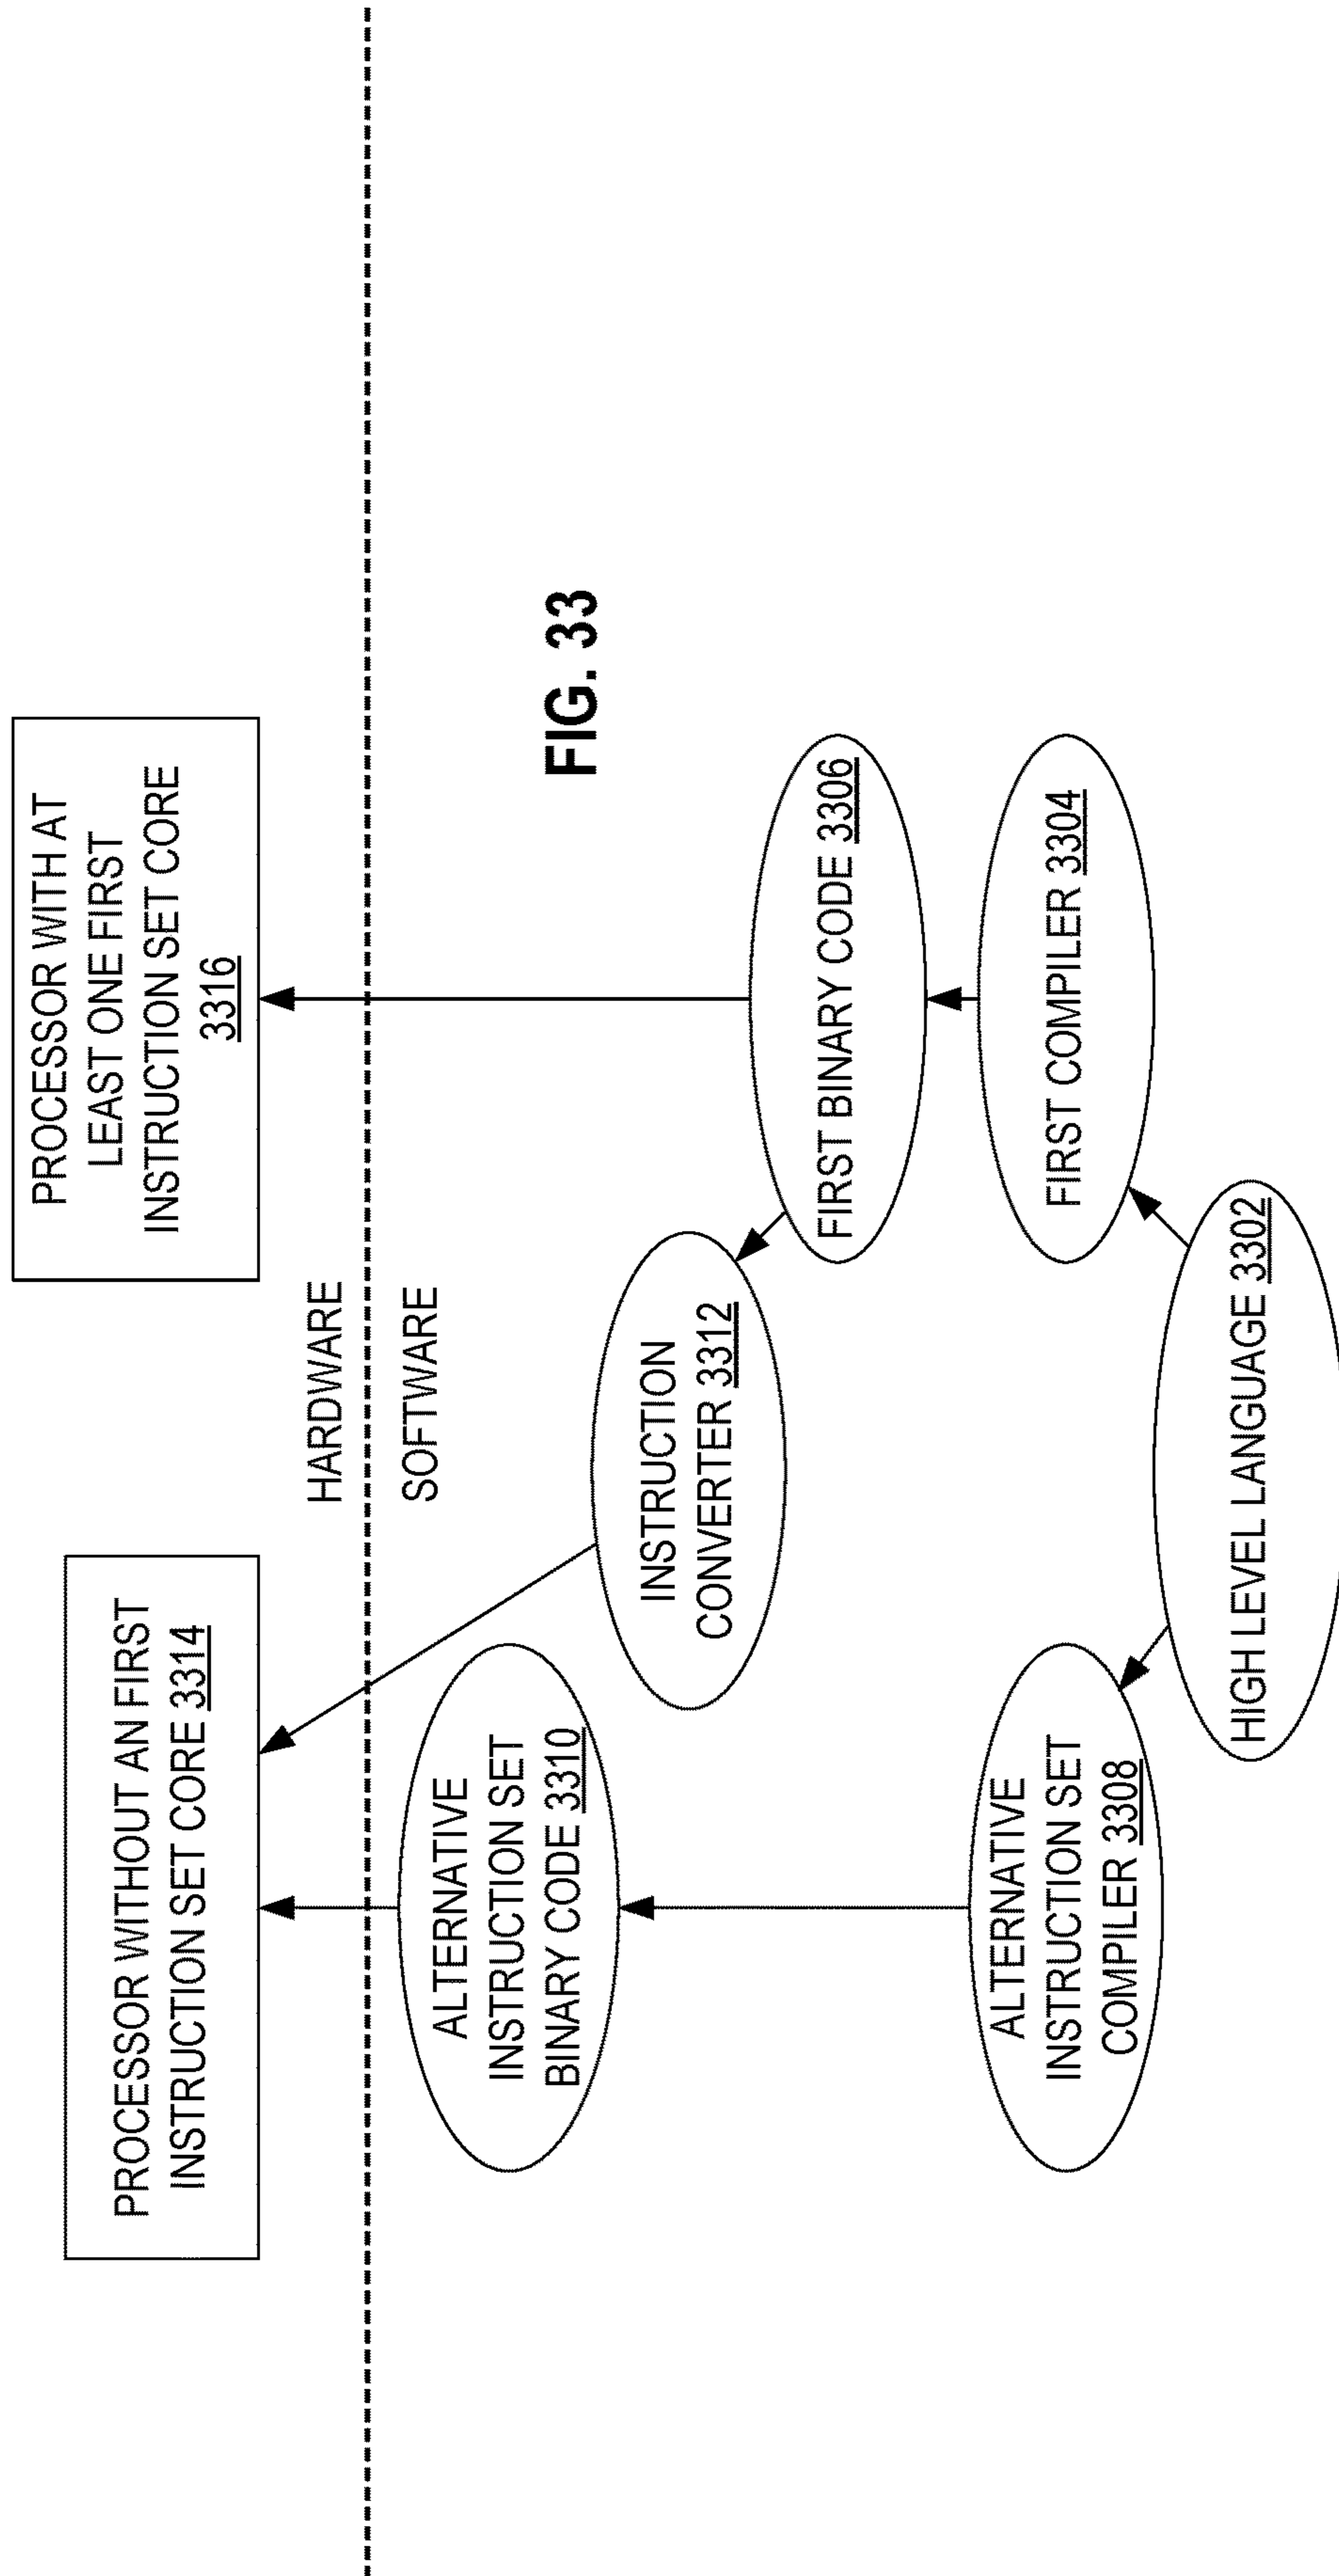 PROCESSOR WITHOUT AN FIRST
INSTRUCTION SET CORE 3314
PROCESSOR WITH AT
LEAST ONE FIRST
INSTRUCTION SET CORE
3316
HARDWARE
SOFTWARE
ALTERNATIVE
INSTRUCTION SET
BINARY CODE 3310
INSTRUCTION
CONVERTER 3312
FIG. 33
FIRST BINARY CODE 3306
ALTERNATIVE
INSTRUCTION SET
COMPILER 3308
FIRST COMPILER 3304
HIGH LEVEL LANGUAGE 3302